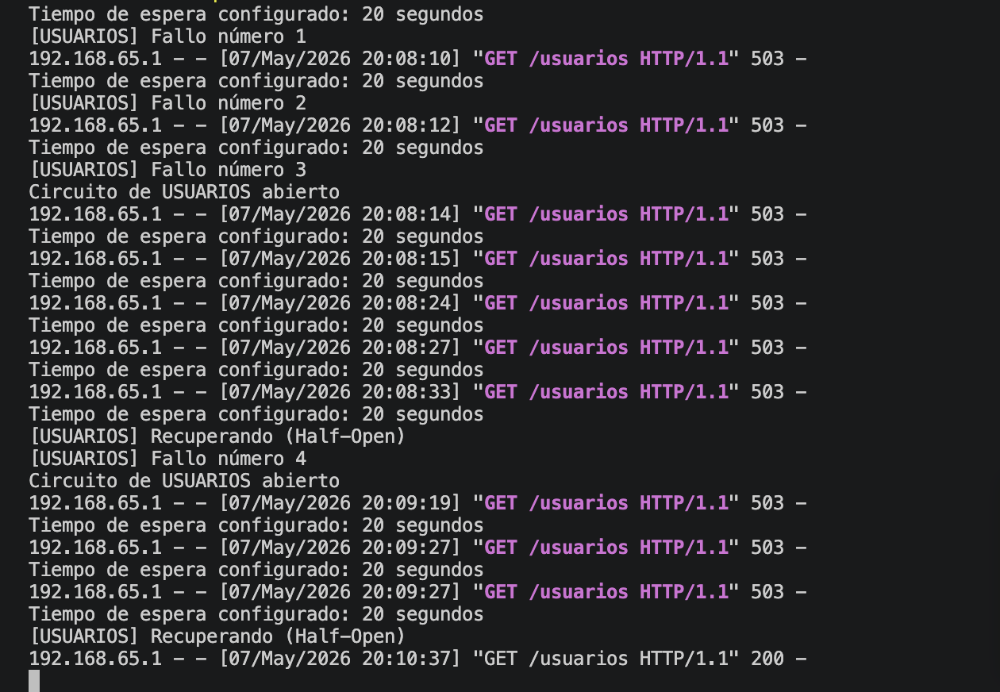 Tiempo de espera configurado: 20 segundos
[USUARIOS] Fallo número 1
192.168.65.1 - - [07/May/2026 20:08:10] "GET /usuarios HTTP/1.1" 503 -
Tiempo de espera configurado: 20 segundos
[USUARIOS] Fallo número 2
192.168.65.1 - - [07/May/2026 20:08:12] "GET /usuarios HTTP/1.1" 503 -
Tiempo de espera configurado: 20 segundos
[USUARIOS] Fallo número 3
Circuito de USUARIOS abierto
192.168.65.1 - - [07/May/2026 20:08:14] "GET /usuarios HTTP/1.1" 503 -
Tiempo de espera configurado: 20 segundos
192.168.65.1 - - [07/May/2026 20:08:15] "GET /usuarios HTTP/1.1" 503 -
Tiempo de espera configurado: 20 segundos
192.168.65.1 - - [07/May/2026 20:08:24] "GET /usuarios HTTP/1.1" 503 -
Tiempo de espera configurado: 20 segundos
192.168.65.1 - - [07/May/2026 20:08:27] "GET /usuarios HTTP/1.1" 503 -
Tiempo de espera configurado: 20 segundos
192.168.65.1 - - [07/May/2026 20:08:33] "GET /usuarios HTTP/1.1" 503 -
Tiempo de espera configurado: 20 segundos
[USUARIOS] Recuperando (Half-Open)
[USUARIOS] Fallo número 4
Circuito de USUARIOS abierto
192.168.65.1 - - [07/May/2026 20:09:19] "GET /usuarios HTTP/1.1" 503 -
Tiempo de espera configurado: 20 segundos
192.168.65.1 - - [07/May/2026 20:09:27] "GET /usuarios HTTP/1.1" 503 -
Tiempo de espera configurado: 20 segundos
192.168.65.1 - - [07/May/2026 20:09:27] "GET /usuarios HTTP/1.1" 503 -
Tiempo de espera configurado: 20 segundos
[USUARIOS] Recuperando (Half-Open)
192.168.65.1 - - [07/May/2026 20:10:37] "GET /usuarios HTTP/1.1" 200 -